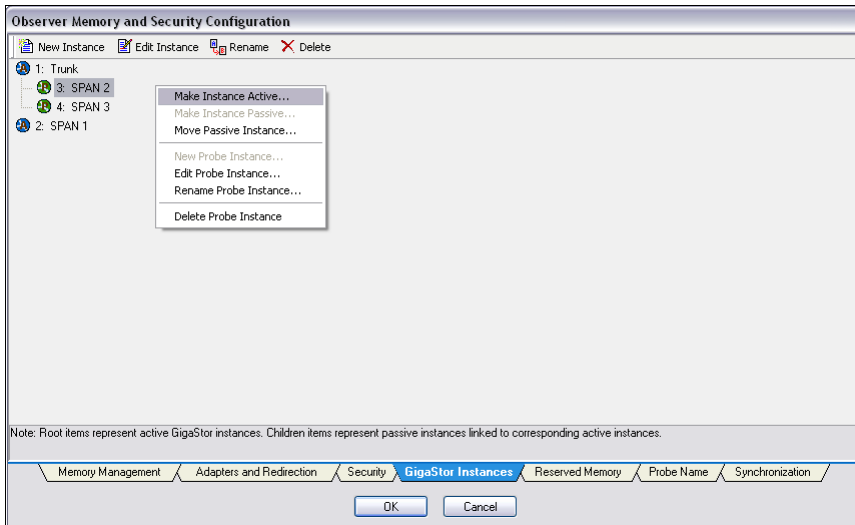 Observer Memory and Security Configuration
New Instance Edit Instance Rename Delete
1: Trunk
3: SPAN 2
4: SPAN 3
2: SPAN 1
Make Instance Active...
Make Instance Passive...
Move Passive Instance...
New Probe Instance...
Edit Probe Instance...
Rename Probe Instance...
Delete Probe Instance
Note: Root items represent active GigaStor instances. Children items represent passive instances linked to corresponding active instances.
Memory Management Adapters and Redirection Security GigaStor Instances Reserved Memory Probe Name Synchronization
OK Cancel